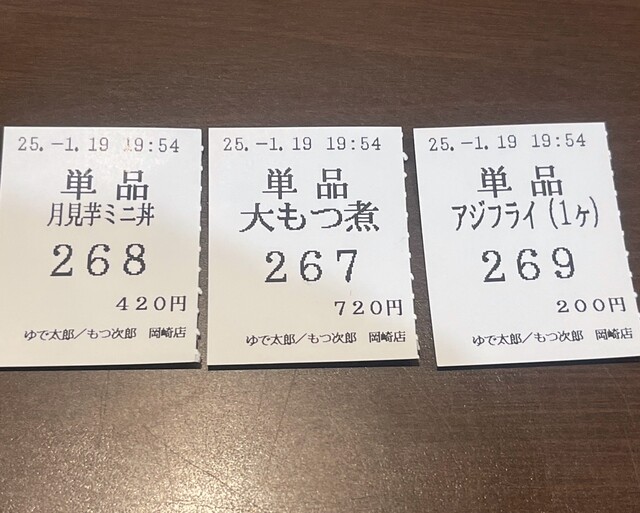 25.-1.19 19:54
単品
月見芋ミニ丼
268
420円
ゆで太郎／もつ次郎 岡崎店
25.-1.19 19:54
単品
大もつ煮
267
720円
ゆで太郎／もつ次郎 岡崎店
25.-1.19 19:54
単品
アジフライ(1ヶ)
269
200円
ゆで太郎／もつ次郎 岡崎店